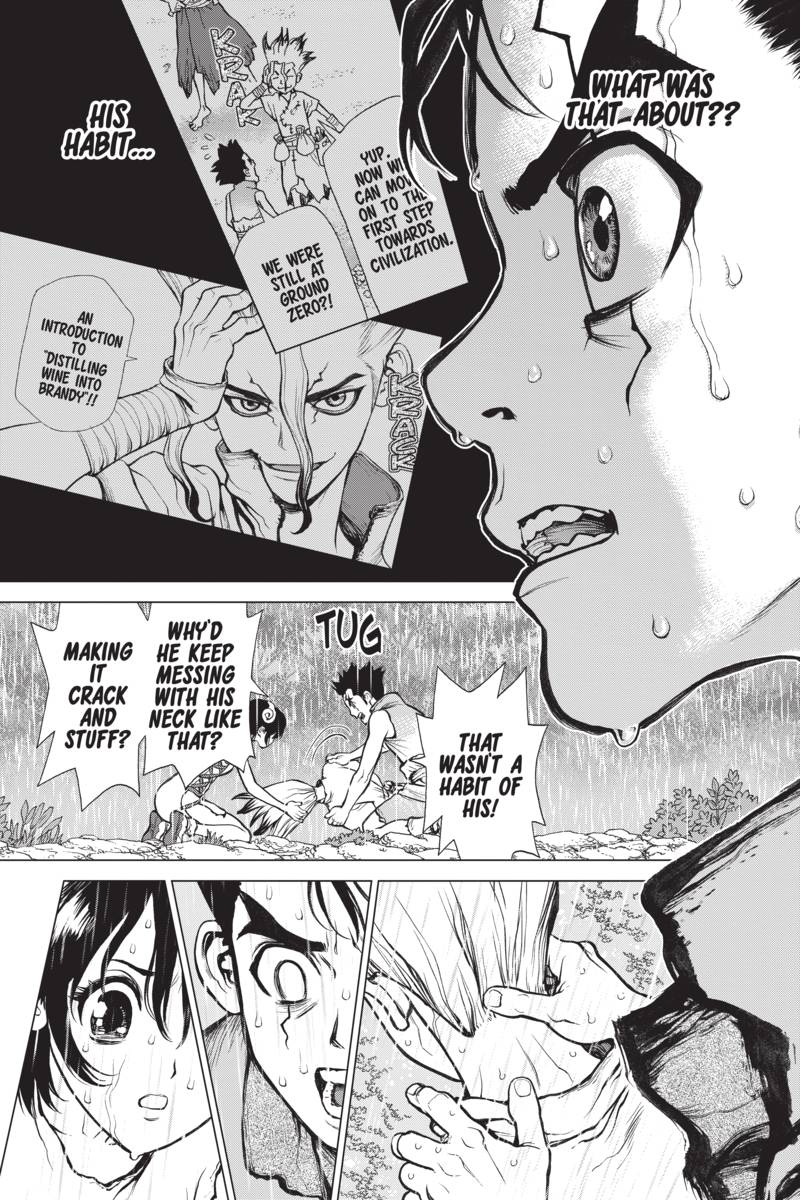 WHAT WAS
THAT ABOUT??
KRAK
HIS
HABIT...
YUP.
NOW WE
CAN MOVE
ON TO THE
FIRST STEP
TOWARDS
CIVILIZATION.
WE WERE
STILL AT
GROUND
ZERO?!
AN
INTRODUCTION
TO
"DISTILLING
WINE INTO
BRANDY"!!
KRACK
TUG
THAT
WASN'T A
HABIT OF
HIS!
WHY'D
HE KEEP
MESSING
WITH HIS
NECK LIKE
THAT?
MAKING
IT
CRACK
AND
STUFF?